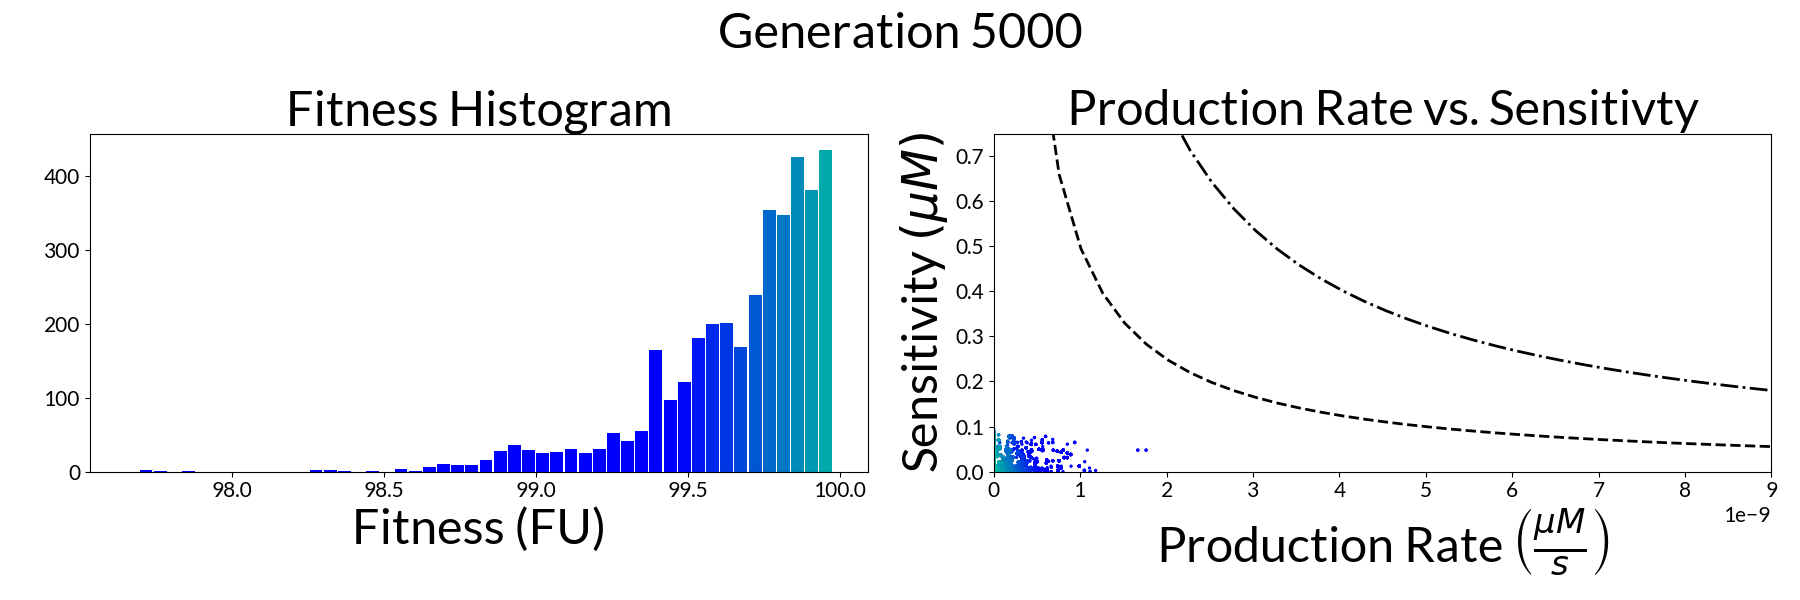 Generation 5000
Fitness Histogram
400
300
200
100
0
98.0 98.5 99.0 99.5 100.0
Fitness (FU)
Production Rate vs. Sensitivty
Sensitivity (μM)
0.7
0.6
0.5
0.4
0.3
0.2
0.1
0.0
0 1 2 3 4 5 6 7 8 9
1e−9
Production Rate (μM/s)